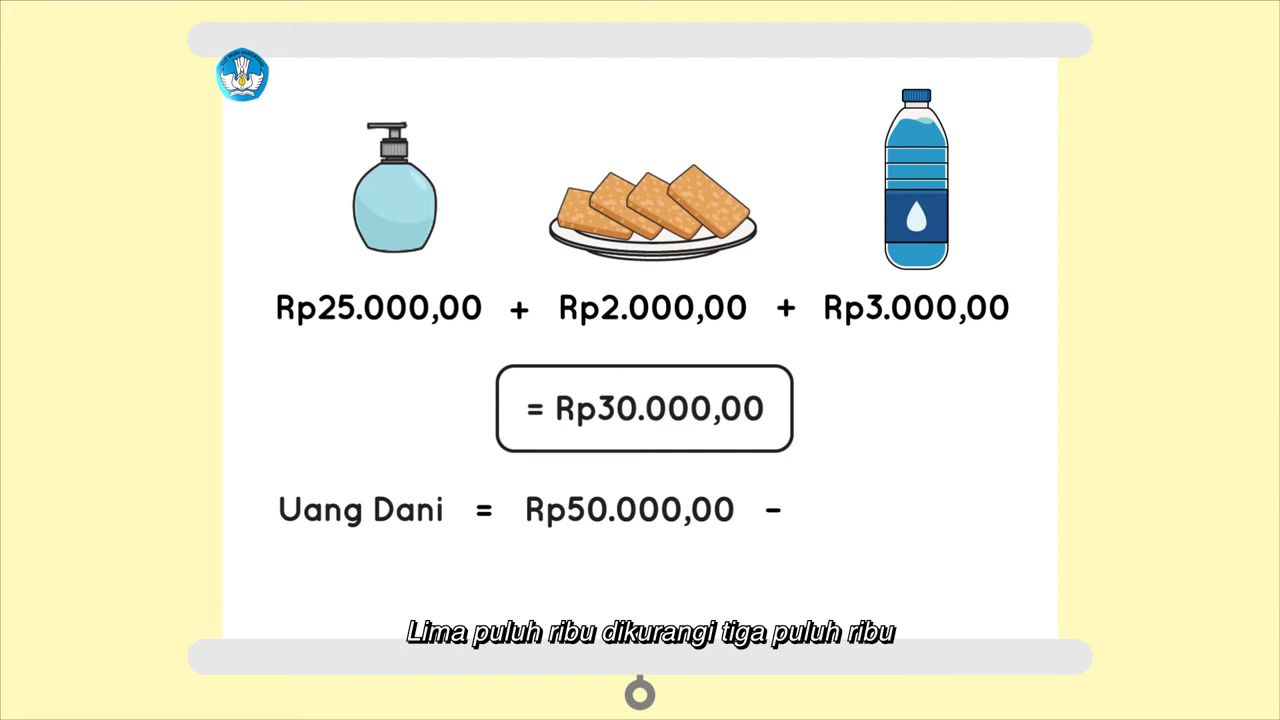 Rp25.000,00 + Rp2.000,00 + Rp3.000,00
= Rp30.000,00
Uang Dani = Rp50.000,00 -
Lima puluh ribu dikurangi tiga puluh ribu